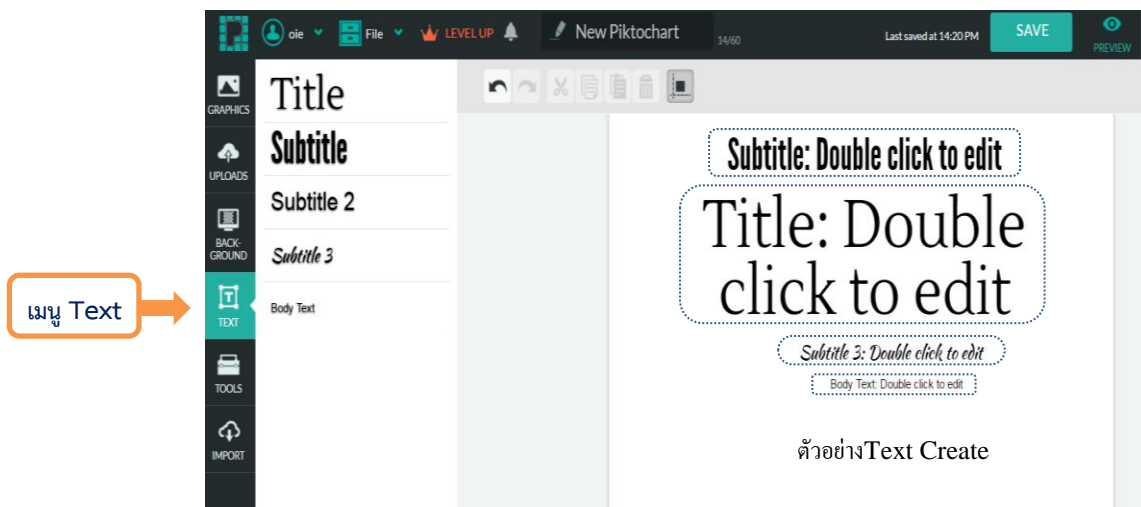 oie
File
LEVEL UP
New Piktochart
14/60
Last saved at 14:20 PM
SAVE
PREVIEW
GRAPHICS
UPLOADS
BACK-
GROUND
TEXT
TOOLS
IMPORT
เมนู Text
Title
Subtitle
Subtitle 2
Subtitle 3
Body Text
Subtitle: Double click to edit
Title: Double
click to edit
Subtitle 3: Double click to edit
Body Text: Double click to edit
ตัวอย่างText Create